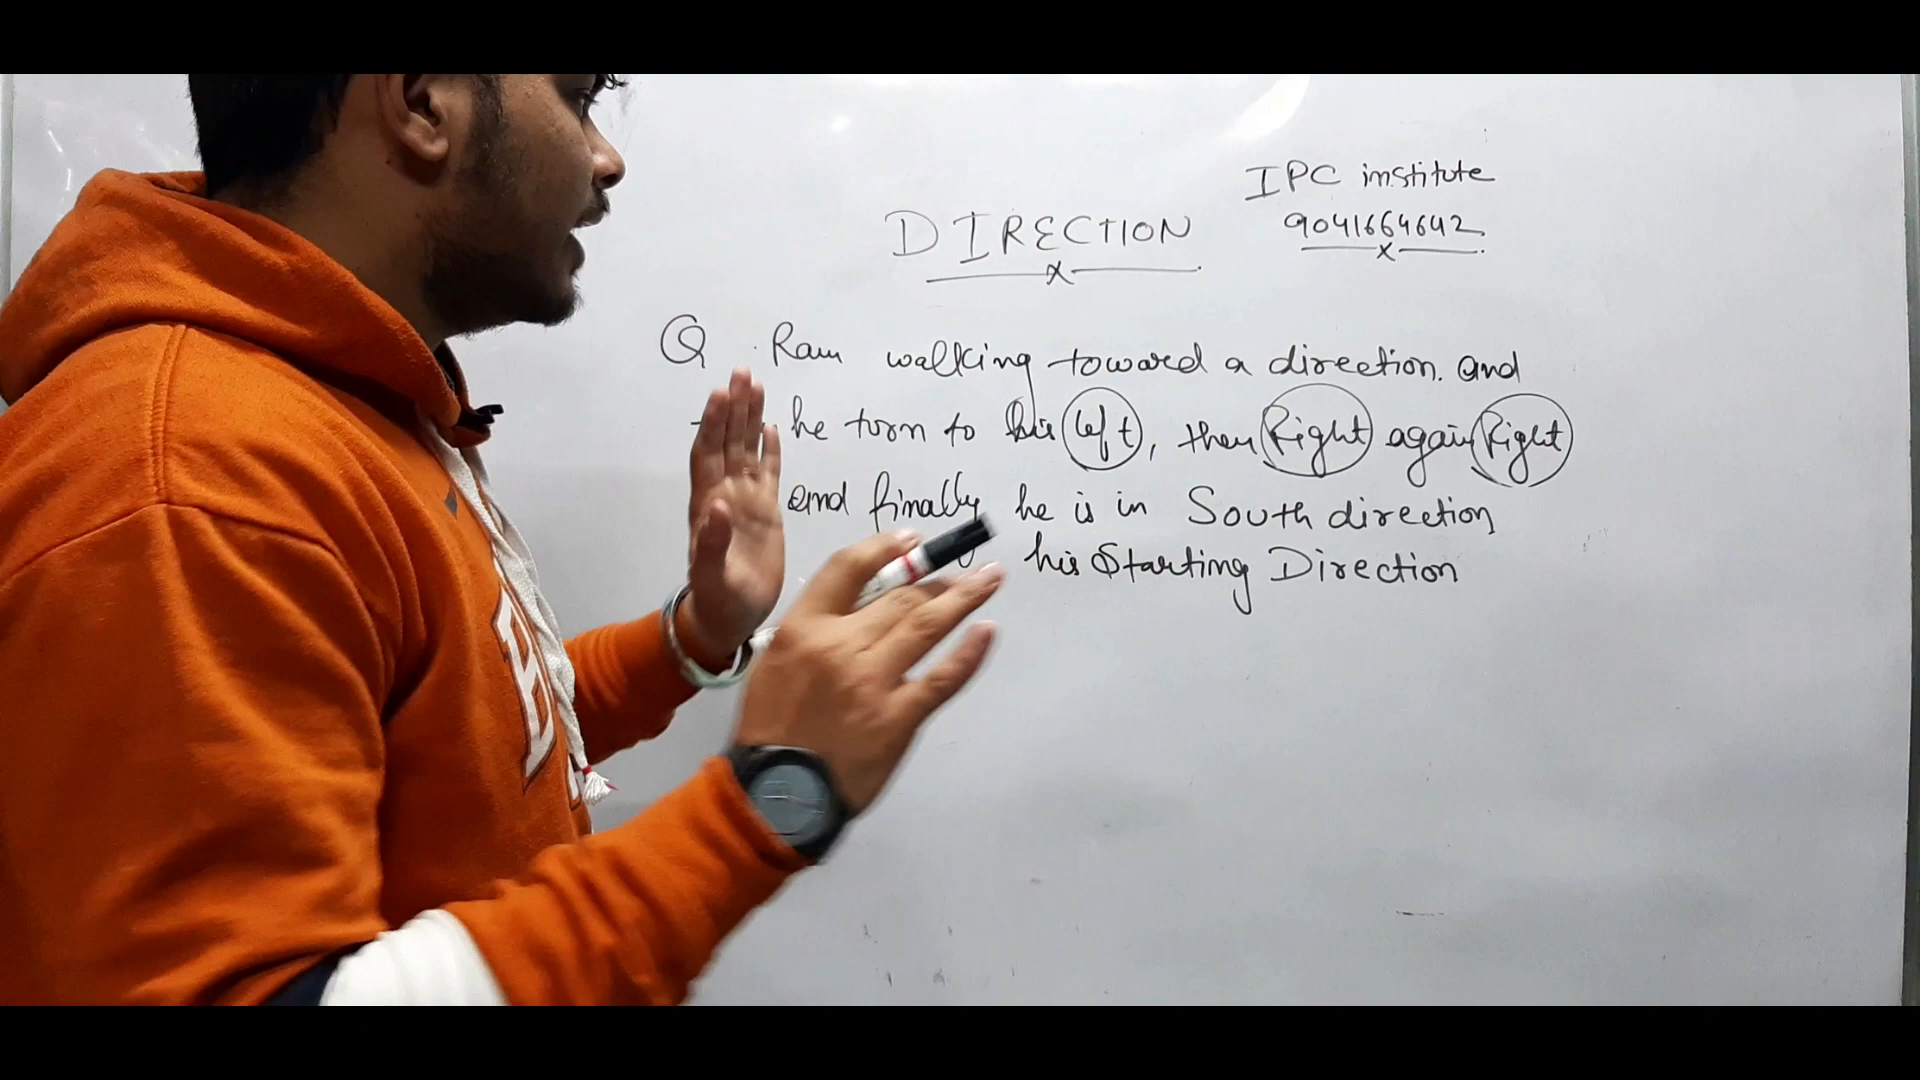 IPC institute
9041664642
DIRECTION
Q. Ram walking toward a direction. and
he torn to his left, then Right again Right
and finally he is in South direction
his Starting Direction